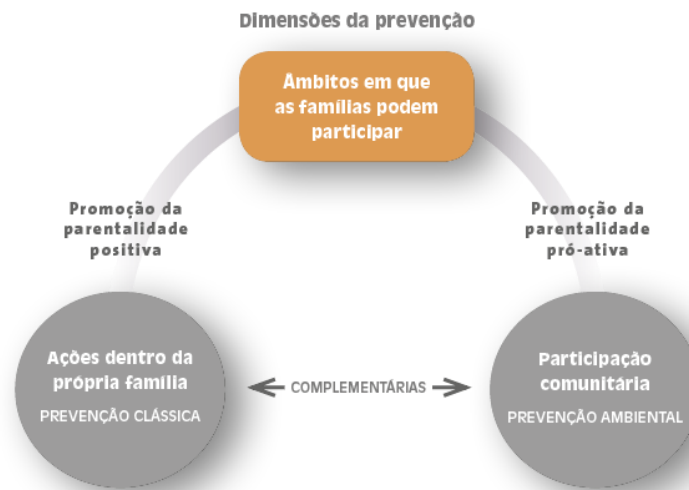 Dimensões da prevenção
Âmbitos em que
as famílias podem
participar
Promoção da
parentalidade
positiva
Promoção da
parentalidade
pró-ativa
Ações dentro da
própria família
PREVENÇÃO CLÁSSICA
COMPLEMENTÁRIAS
Participação
comunitária
PREVENÇÃO AMBIENTAL